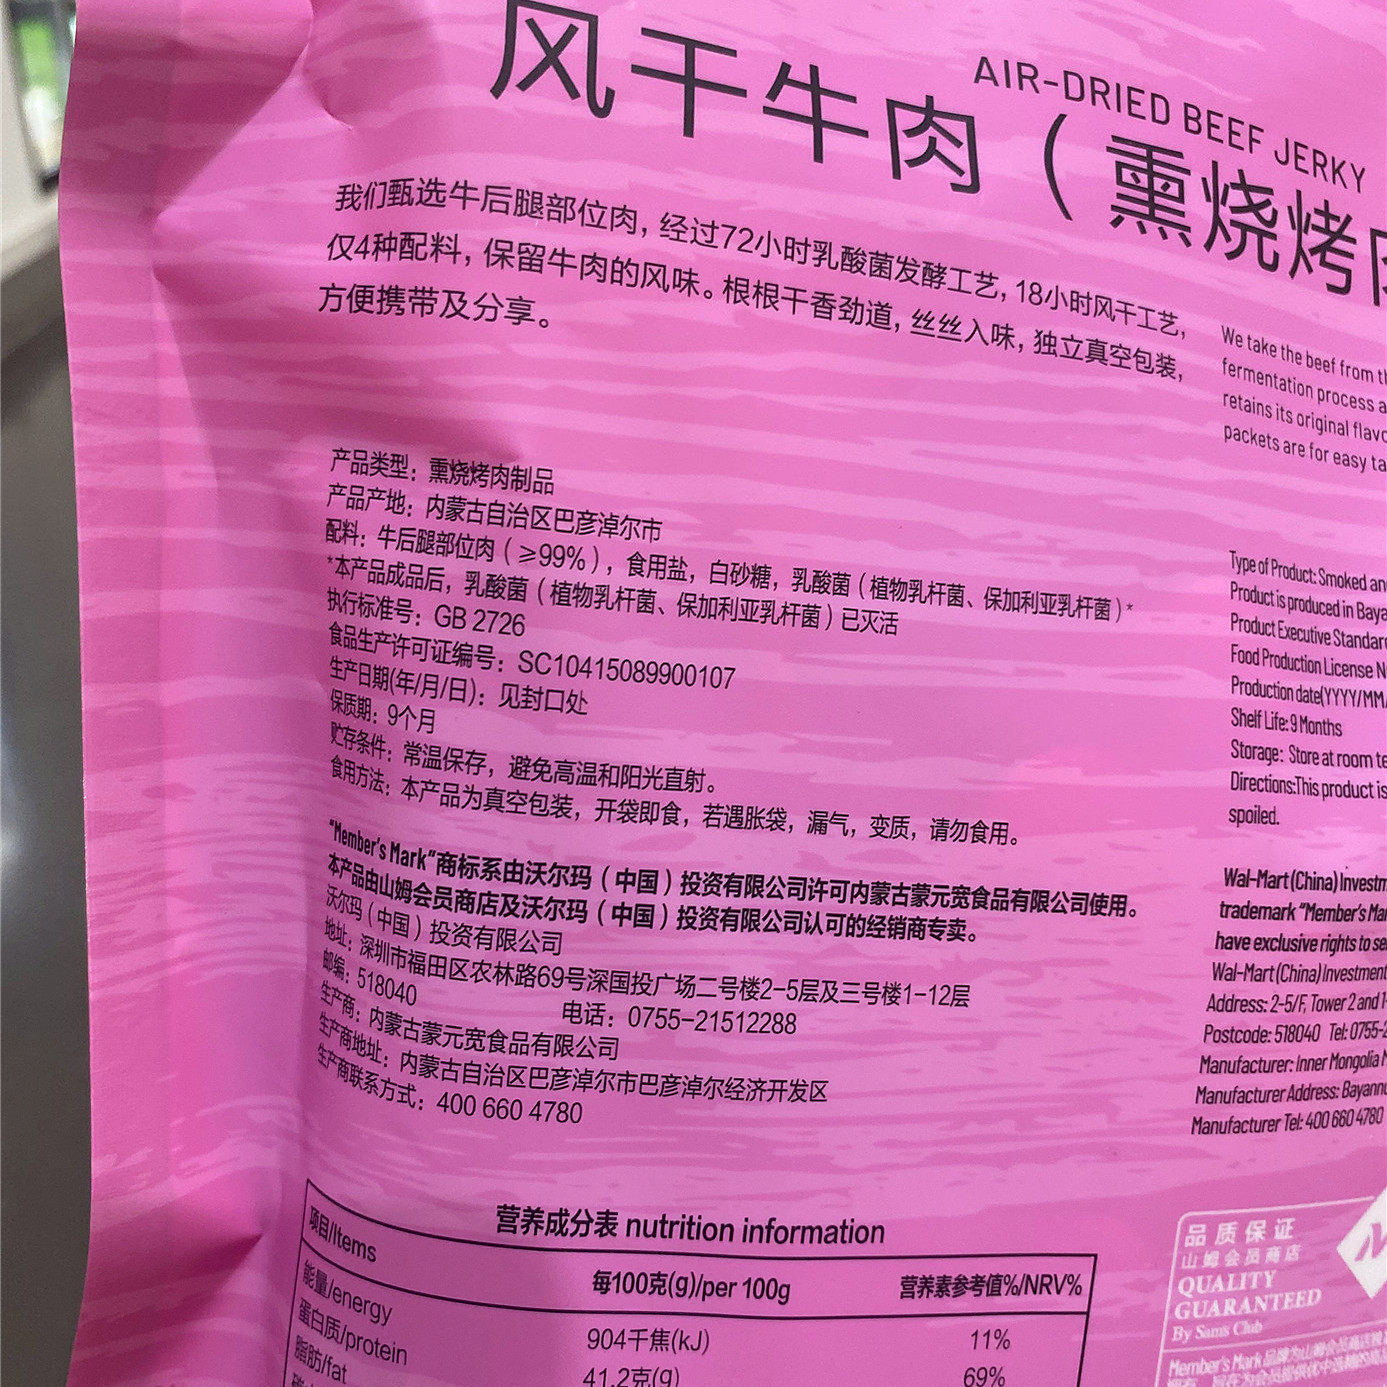 风干牛肉（熏烧烤
AIR-DRIED BEEF JERKY
我们甄选牛后腿部位肉，经过72小时乳酸菌发酵工艺，18小时风干工艺，
仅4种配料，保留牛肉的风味。根根干香劲道，丝丝入味，独立真空包装，
方便携带及分享。
We take the beef from
fermentation process
retains its original
packets are for easy
产品类型：熏烧烤肉制品
产品产地：内蒙古自治区巴彦淖尔市
配料：牛后腿部位肉（≥99%），食用盐，白砂糖，乳酸菌（植物乳杆菌、保加利亚乳杆菌）*
*本产品成品后，乳酸菌（植物乳杆菌、保加利亚乳杆菌）已灭活
执行标准号：GB 2726
食品生产许可证编号：SC10415089900107
生产日期(年/月/日)：见封口处
保质期：9个月
贮存条件：常温保存，避免高温和阳光直射。
食用方法：本产品为真空包装，开袋即食，若遇胀袋，漏气，变质，请勿食用。
"Member's Mark"商标系由沃尔玛（中国）投资有限公司许可内蒙古蒙元宽食品有限公司使用。
本产品由山姆会员商店及沃尔玛（中国）投资有限公司认可的经销商专卖。
沃尔玛（中国）投资有限公司
地址：深圳市福田区农林路69号深国投广场二号楼2-5层及三号楼1-12层
邮编：518040 电话：0755-21512288
生产商：内蒙古蒙元宽食品有限公司
生产商地址：内蒙古自治区巴彦淖尔市巴彦淖尔经济开发区
生产商联系方式：400 660 4780
Type of Product: Smoked
Product is produced in
Product Executive
Food Production License
Production date(YYYY/MM/
Shelf Life: 9 Months
Storage: Store at room
Directions:This product is
spoiled.
Wal-Mart (China)
trademark "Member's
have exclusive rights to
Wal-Mart (China) Investment
Address: 2-5/F, Tower 2 and
Postcode: 518040 Tel: 0755-
Manufacturer: Inner Mongolia
Manufacturer Address:
Manufacturer Tel: 400 660 4780
营养成分表 nutrition information
项目/Items 每100克(g)/per 100g 营养素参考值%/NRV%
能量/energy 904千焦(kJ) 11%
蛋白质/protein 41.2克(g) 69%
脂肪/fat
品质保证
山姆会员商店
QUALITY
GUARANTEED
By Sam's Club
Member's Mark 品牌为山姆会员商店